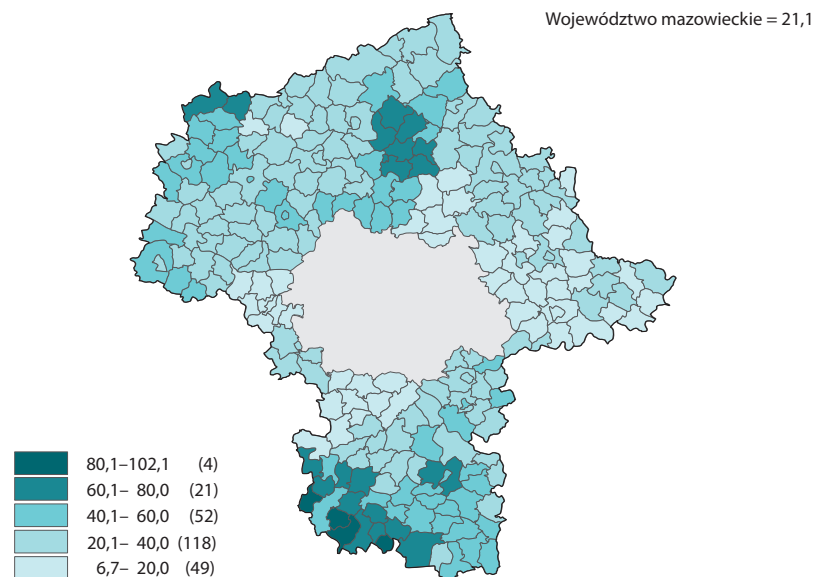 Województwo mazowieckie = 21,1
80,1–102,1 (4)
60,1– 80,0 (21)
40,1– 60,0 (52)
20,1– 40,0 (118)
6,7– 20,0 (49)